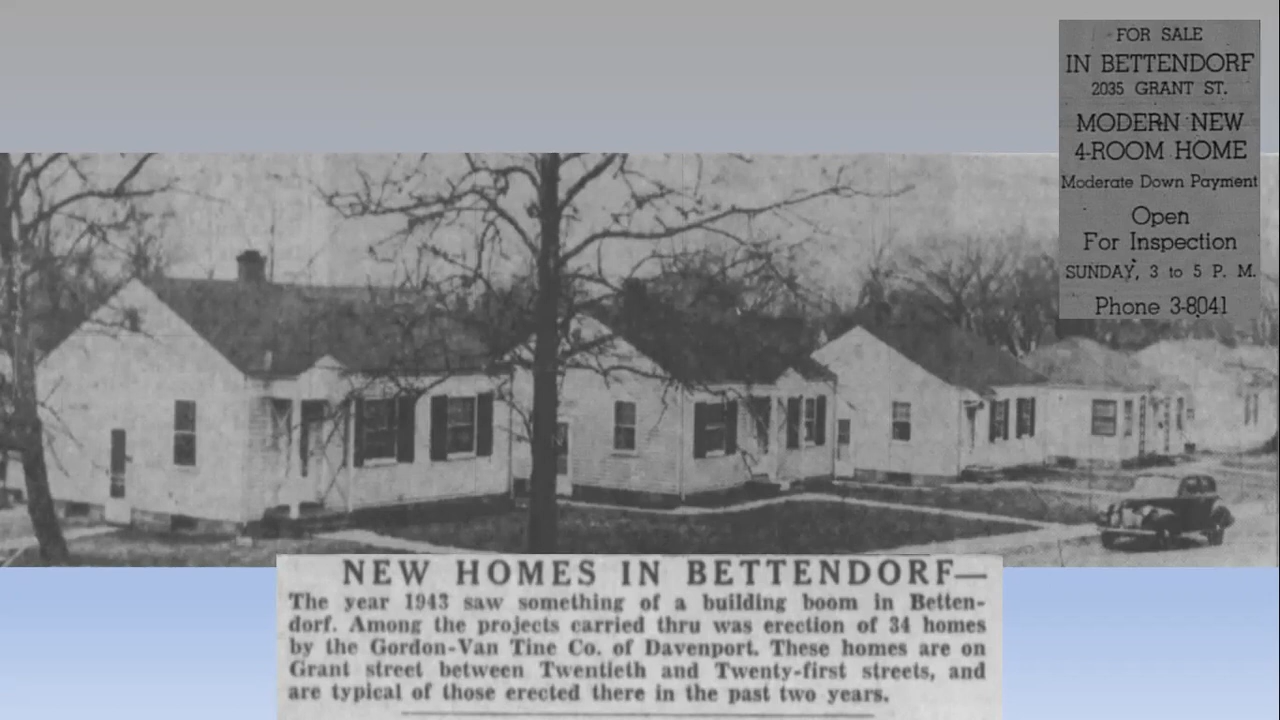 FOR SALE
IN BETTENDORF
2035 GRANT ST.
MODERN NEW
4-ROOM HOME
Moderate Down Payment
Open
For Inspection
SUNDAY, 3 to 5 P. M.
Phone 3-8041
NEW HOMES IN BETTENDORF—
The year 1943 saw something of a building boom in Betten-
dorf. Among the projects carried thru was erection of 34 homes
by the Gordon-Van Tine Co. of Davenport. These homes are on
Grant street between Twentieth and Twenty-first streets, and
are typical of those erected there in the past two years.